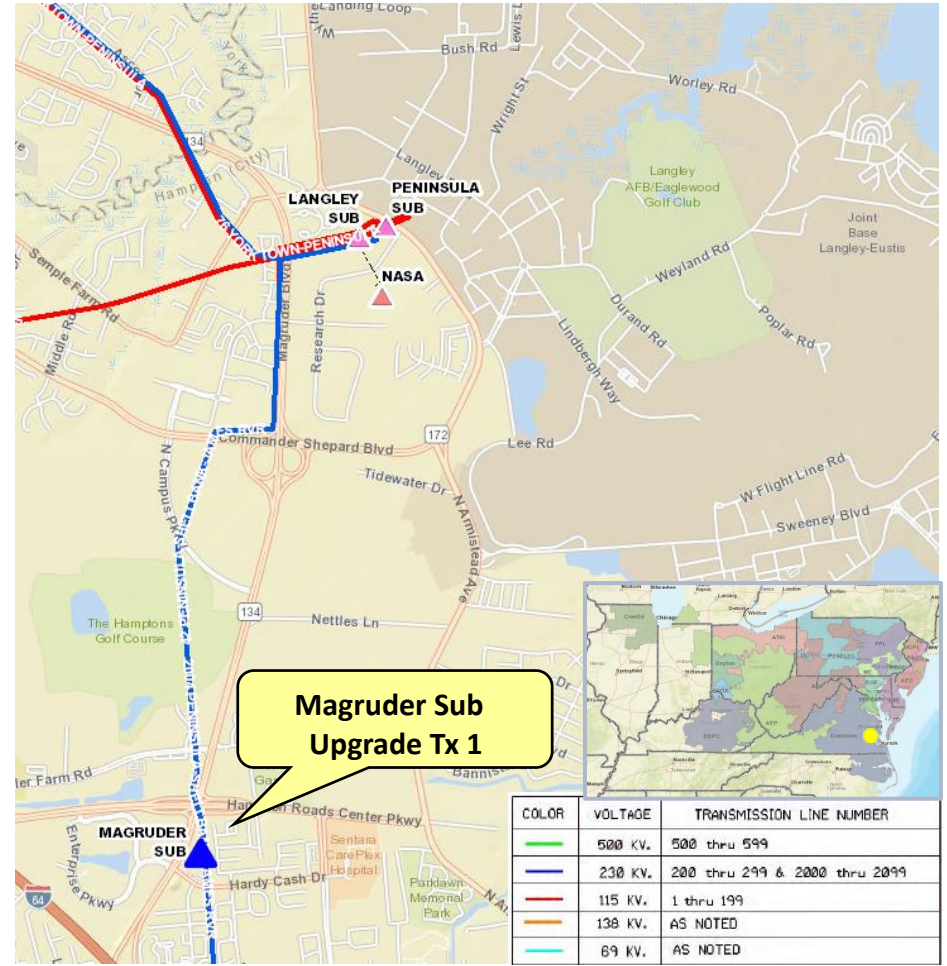 Landing Loop
Bush Rd
Lewis L
Wright St
Worley Rd
134
Hampton (City)
York
Langley
LANGLEY
SUB
PENINSULA
SUB
Langley
AFB/Eaglewood
Golf Club
Joint
Base
Langley-Eustis
NASA
Weyland Rd
Poplar Rd
Durand Rd
Lindbergh Way
Semple Farm Rd
Middle Rd
Magruder Blvd
Research Dr
Commander Shepard Blvd
172
Lee Rd
N Campus Pk
Tidewater Dr
N Armistead Ave
W Flight Line Rd
Sweeney Blvd
134
Nettles Ln
The Hamptons
Golf Course
Magruder Sub
Upgrade Tx 1
ler Farm Rd
Hampton Roads Center Pkwy
MAGRUDER
SUB
Enterprise Pkwy
Hardy Cash Dr
Sentara
CarePlex
Hospital
Parklawn
Memorial
Park
64
COLOR VOLTAGE TRANSMISSION LINE NUMBER
500 KV. 500 thru 599
230 KV. 200 thru 299 & 2000 thru 2099
115 KV. 1 thru 199
138 KV. AS NOTED
69 KV. AS NOTED